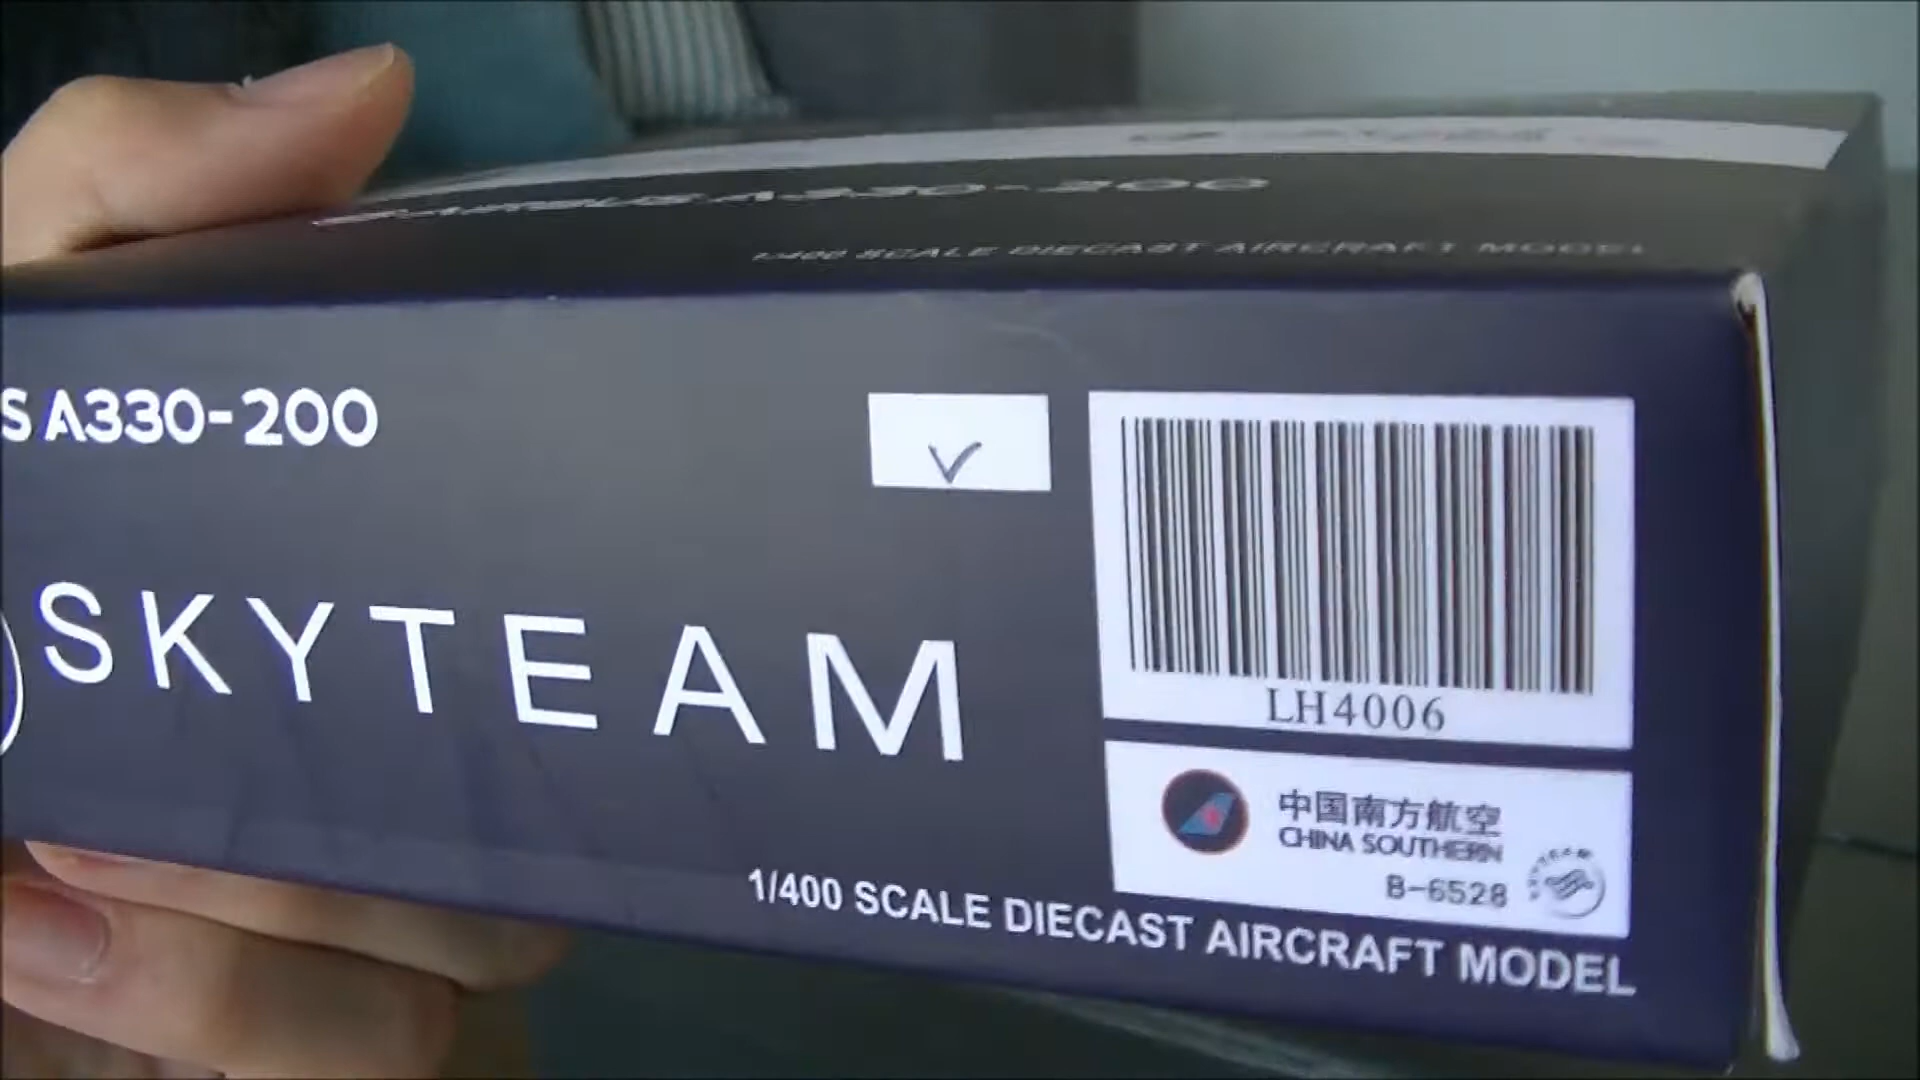 A330-200
1/400 SCALE DIECAST AIRCRAFT MODEL
S A330-200
SKYTEAM
LH4006
中国南方航空
CHINA SOUTHERN
B-6528
SKYTEAM
1/400 SCALE DIECAST AIRCRAFT MODEL